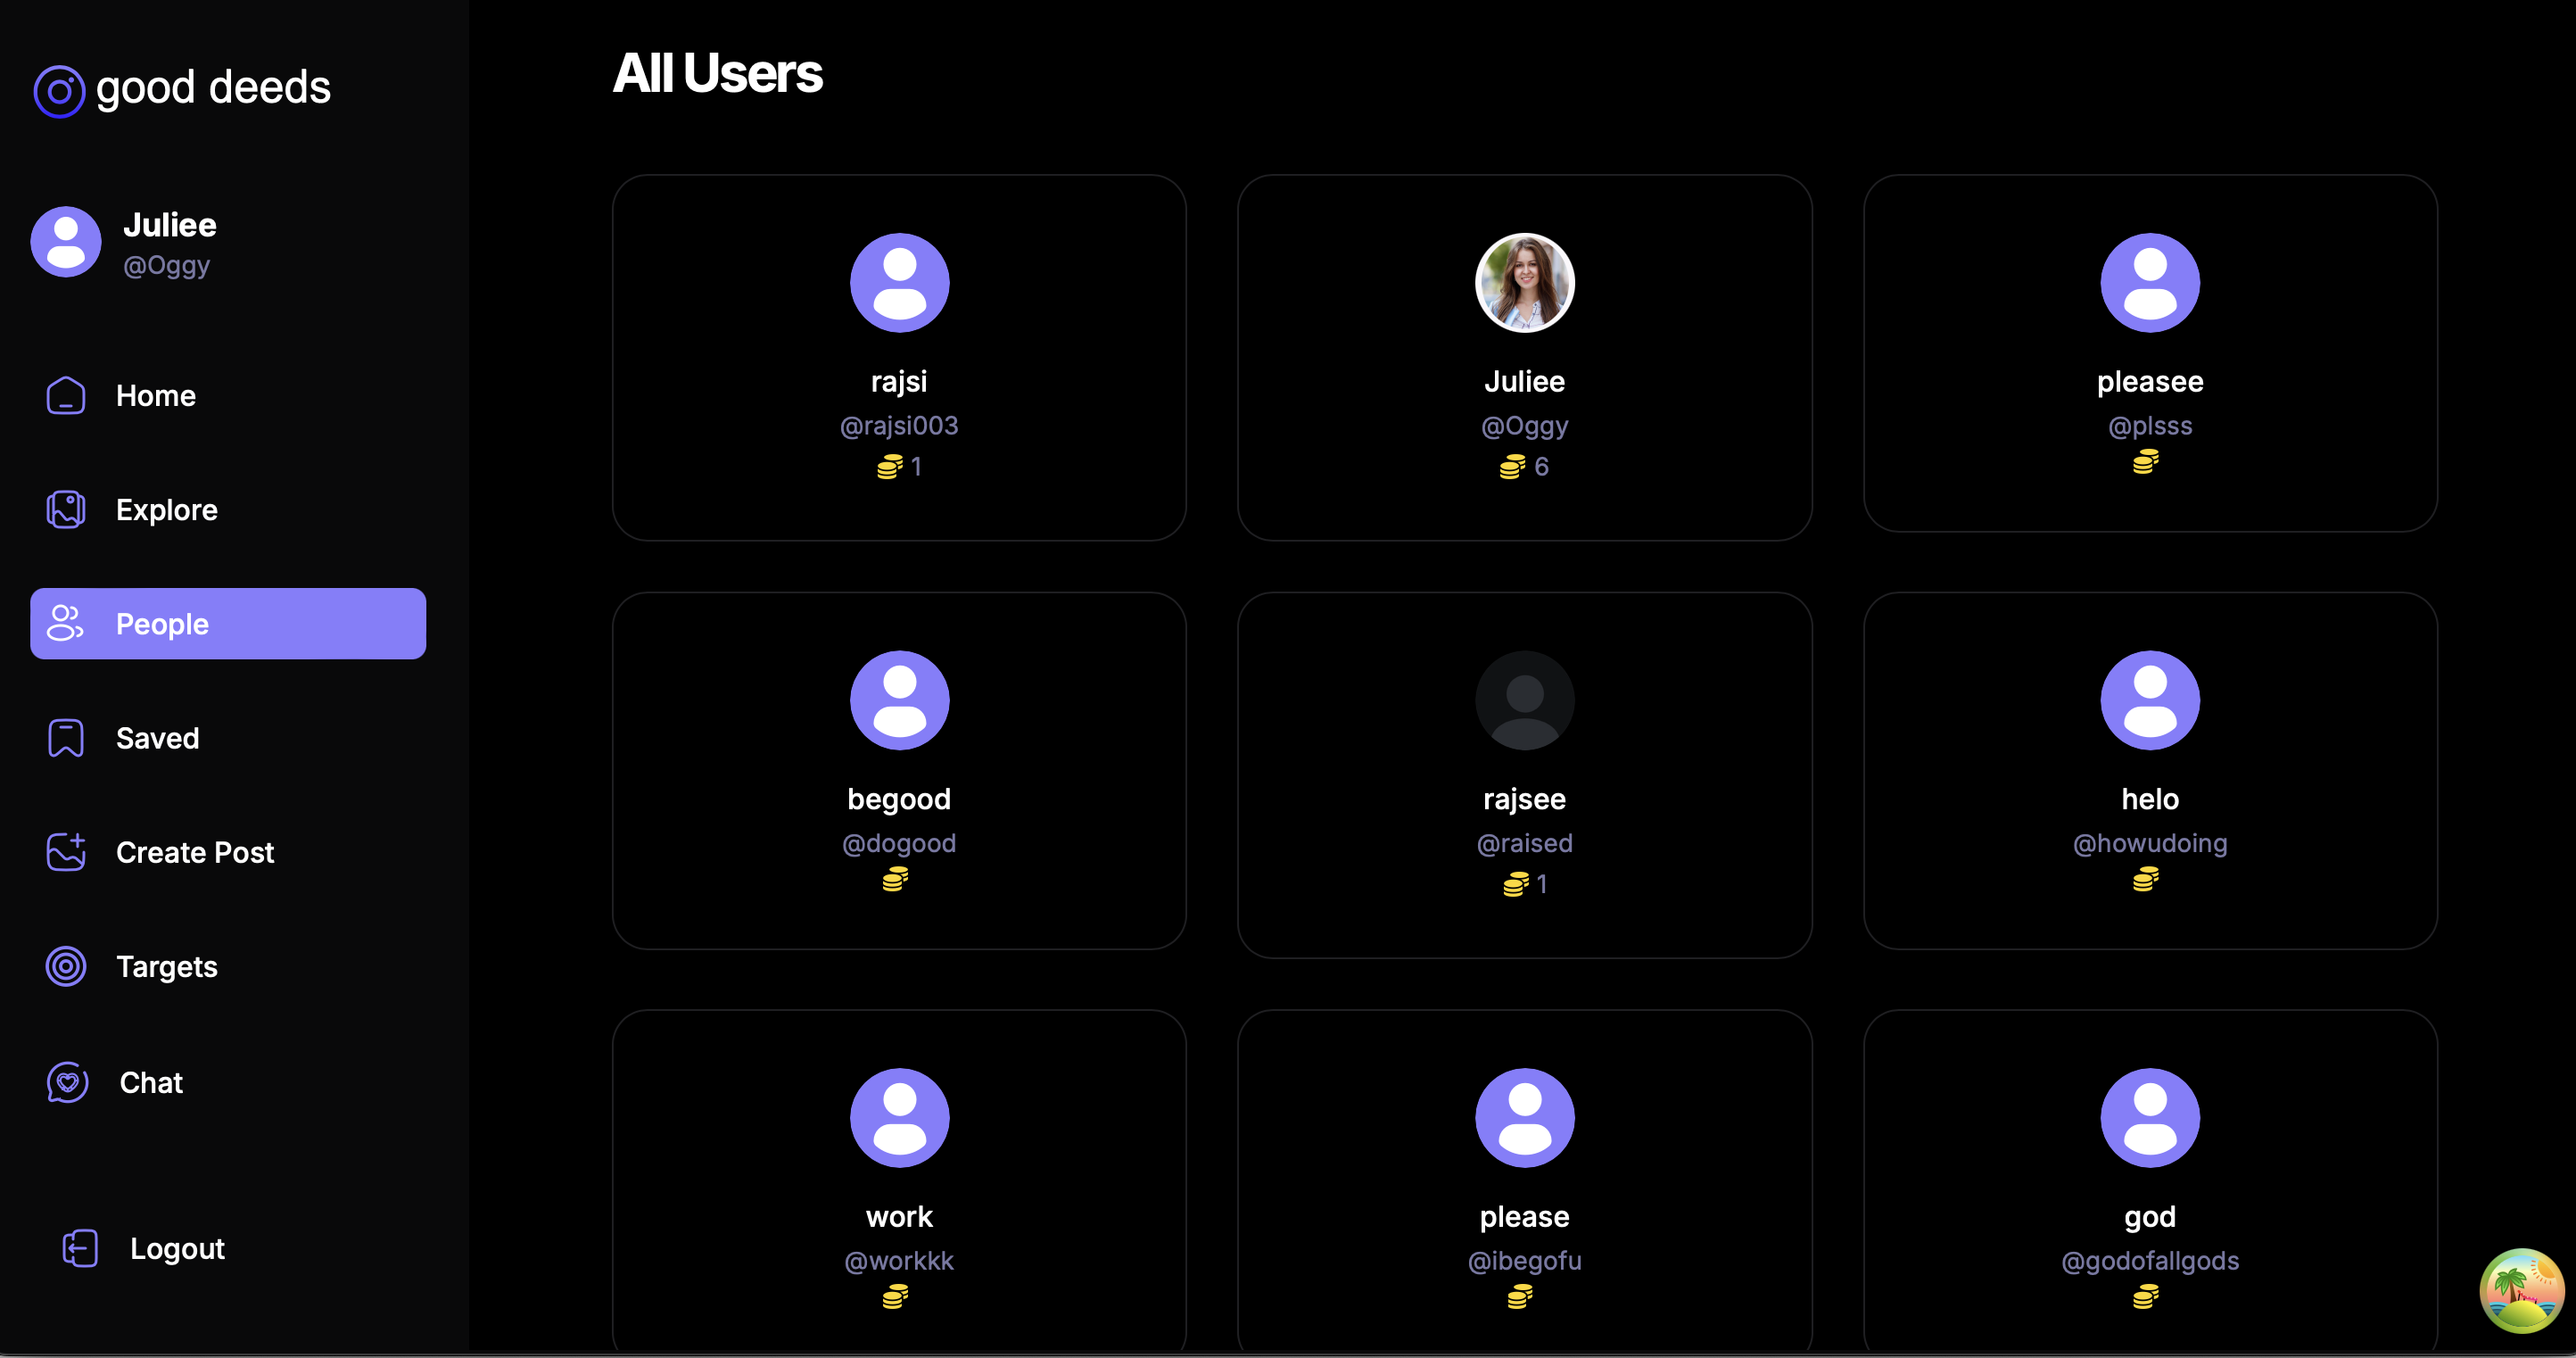 good deeds
Juliee
@Oggy
Home
Explore
People
Saved
Create Post
Targets
Chat
Logout
All Users
rajsi
@rajsi003
1
Juliee
@Oggy
6
pleasee
@plsss
begood
@dogood
rajsee
@raised
1
helo
@howudoing
work
@workkk
please
@ibegofu
god
@godofallgods